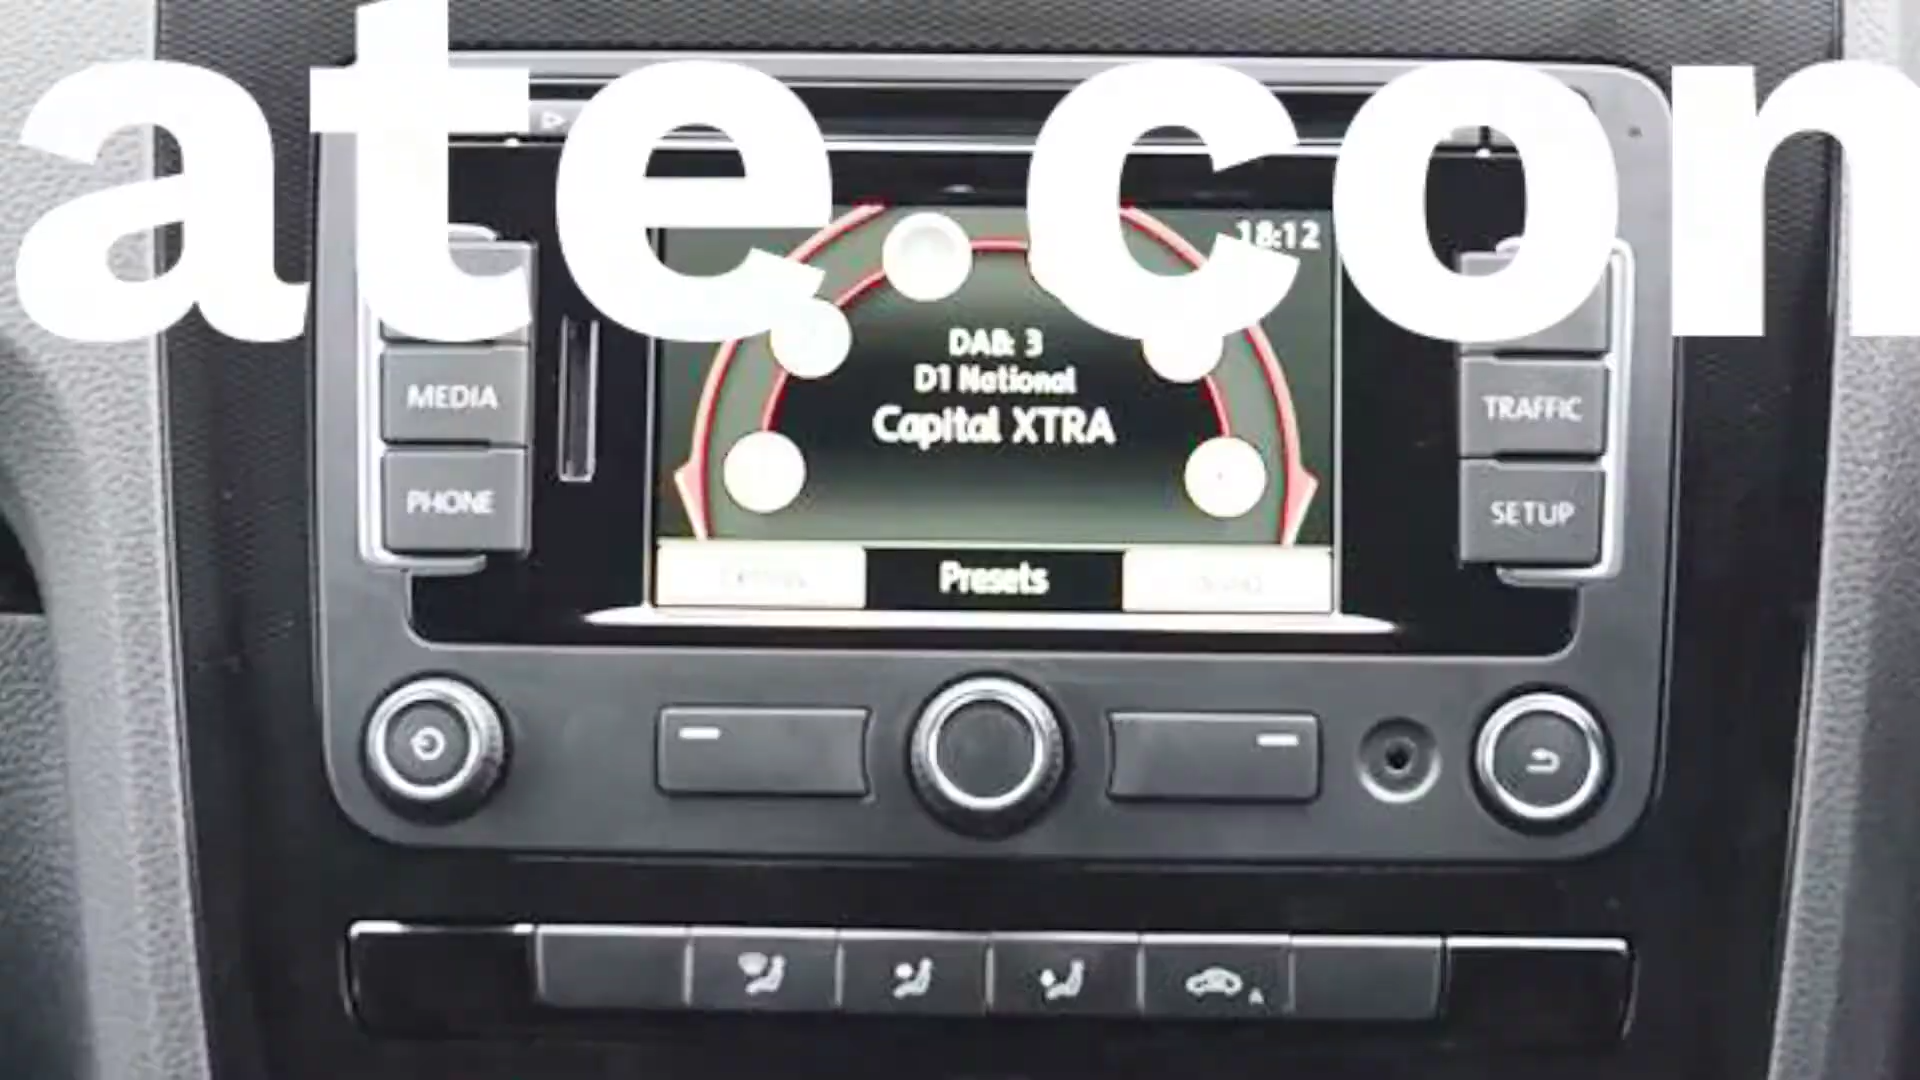 ate con
18:12
DAB: 3
D1 National
Capital XTRA
MEDIA
TRAFFIC
PHONE
SETUP
Presets
A